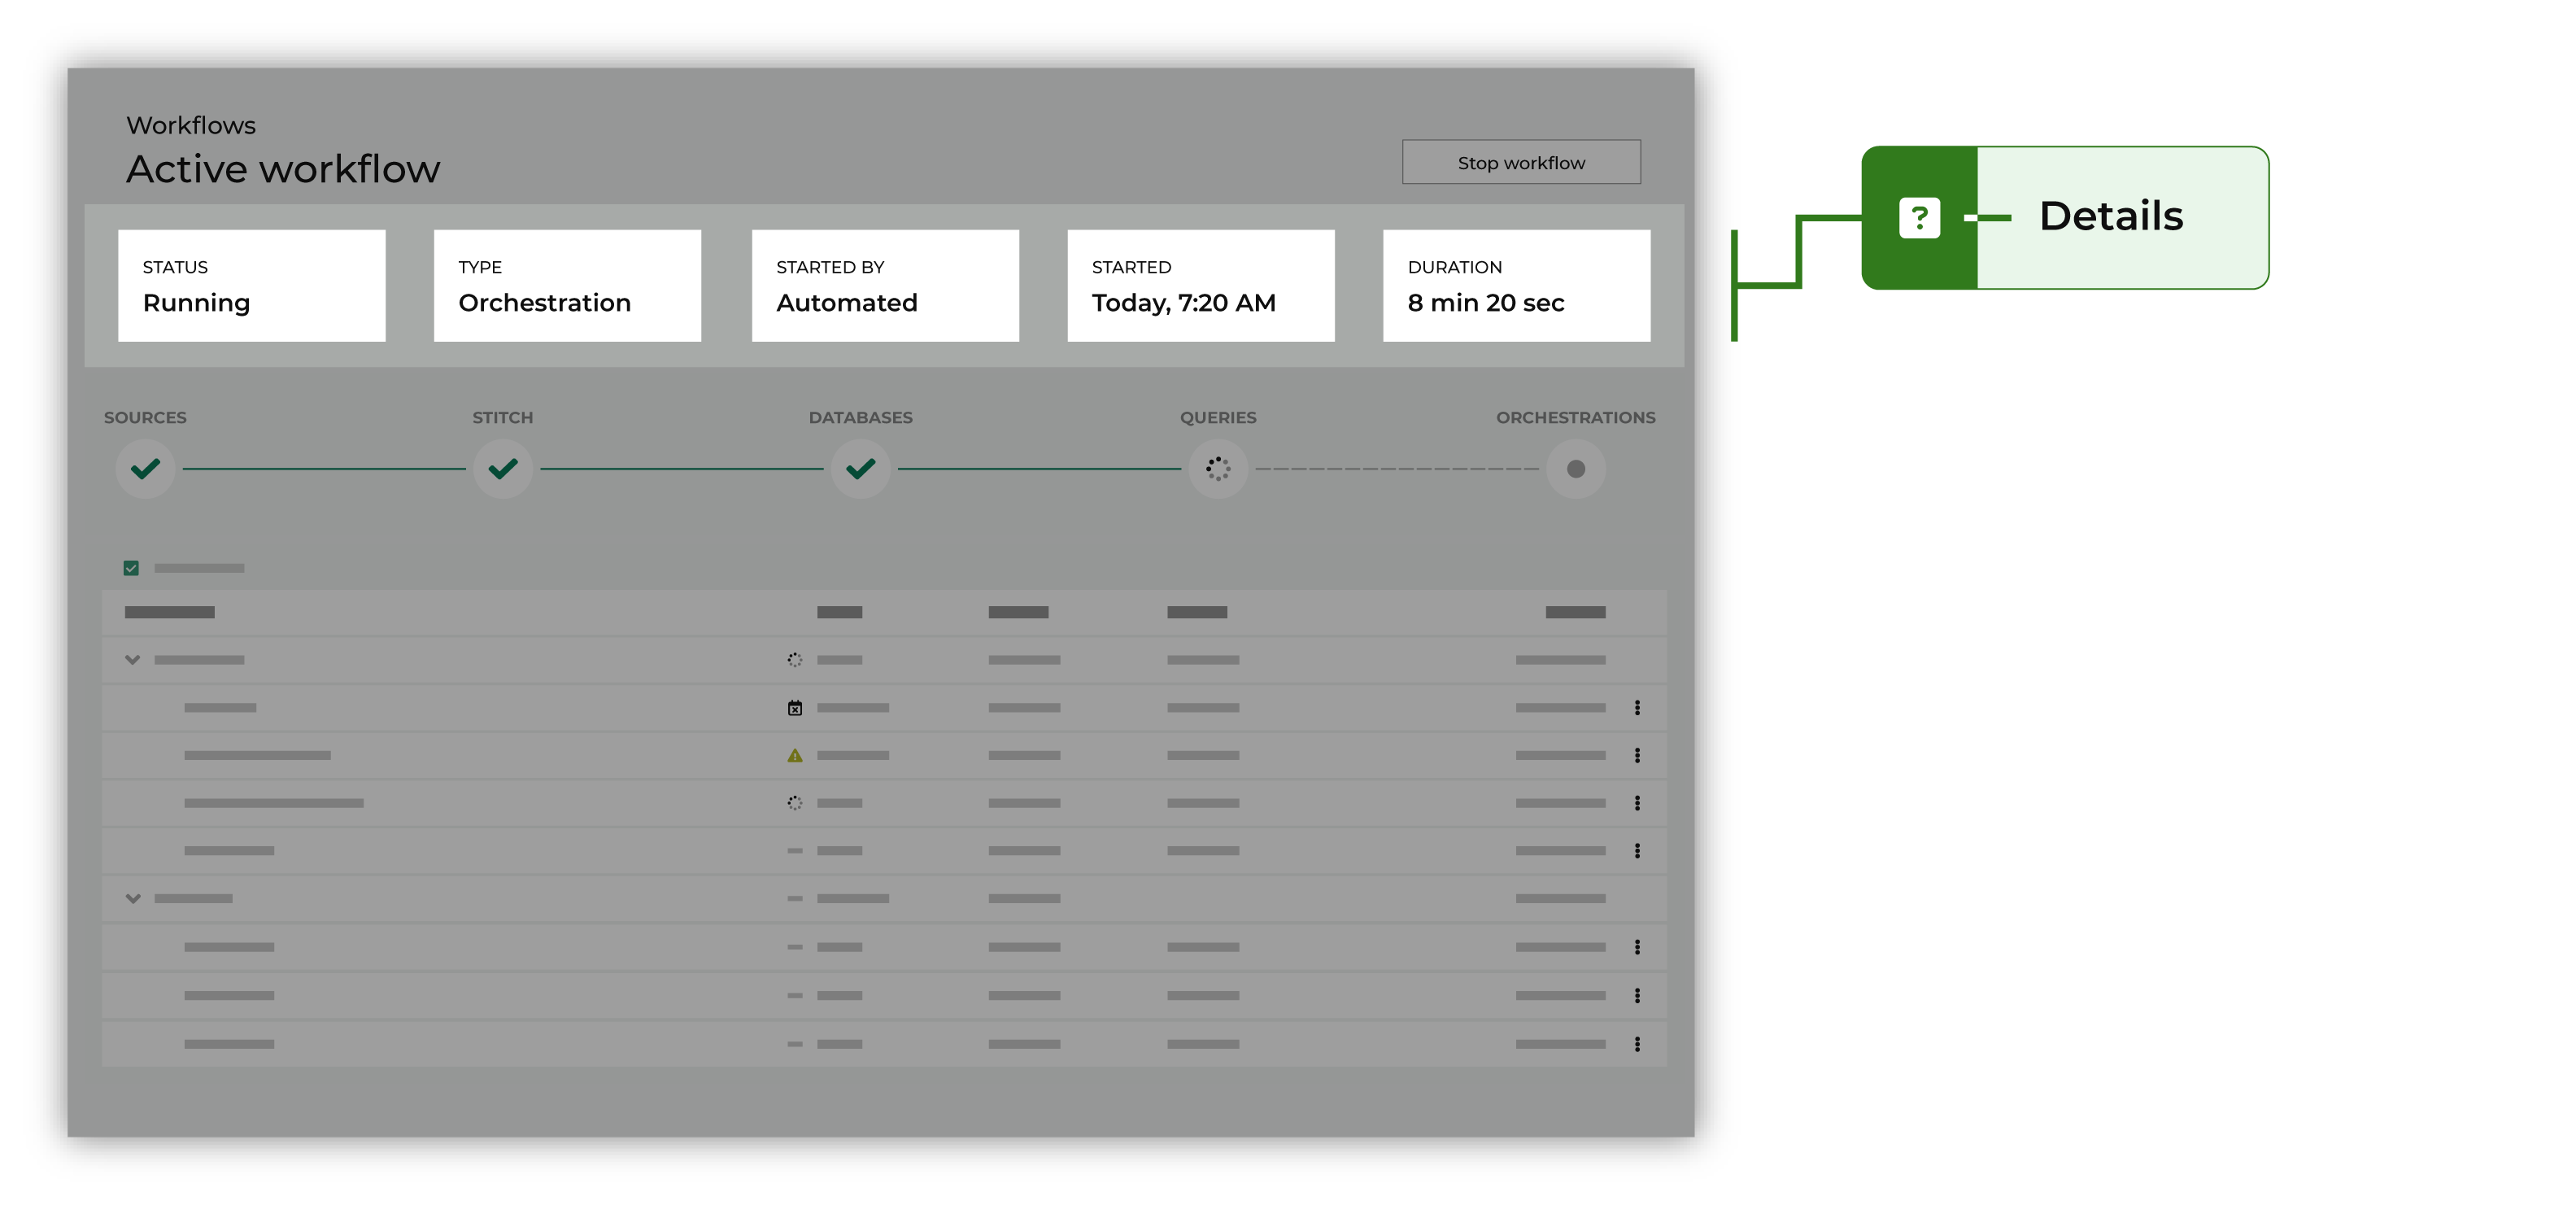 Workflows
Active workflow
Stop workflow
Details
STATUS
Running
TYPE
Orchestration
STARTED BY
Automated
STARTED
Today, 7:20 AM
DURATION
8 min 20 sec
SOURCES
STITCH
DATABASES
QUERIES
ORCHESTRATIONS